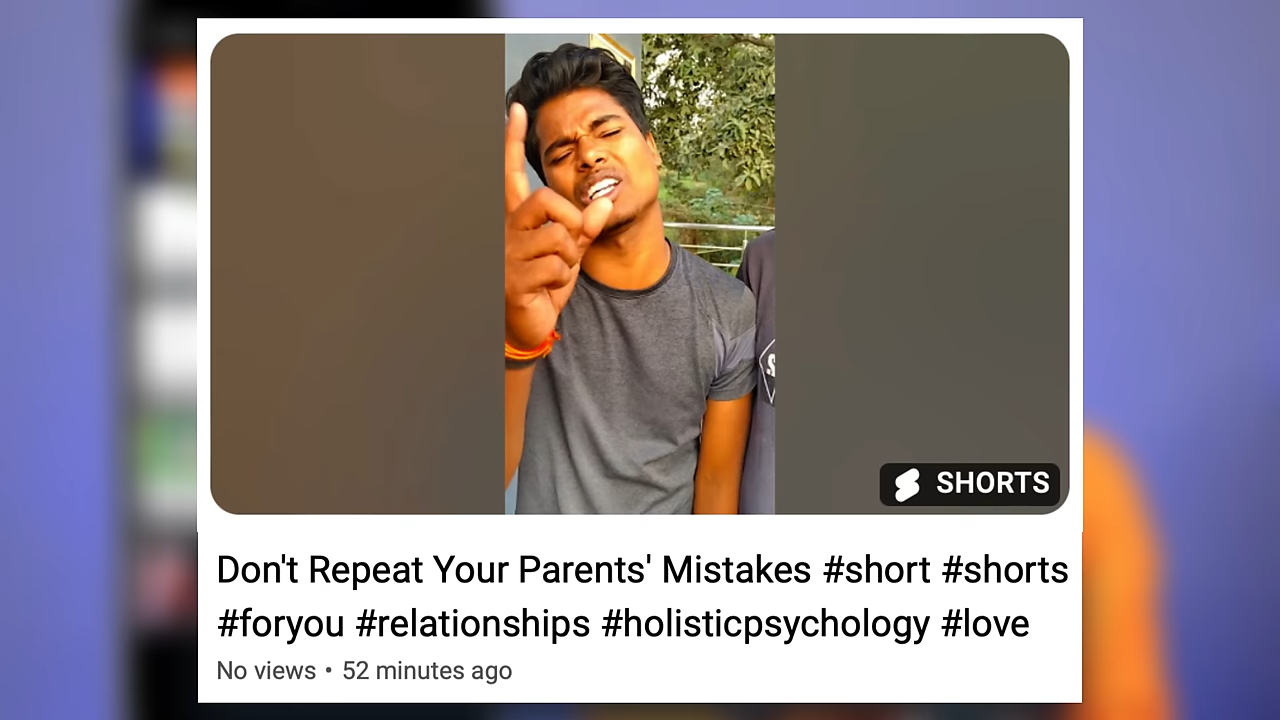 SHORTS
Don't Repeat Your Parents' Mistakes #short #shorts
#foryou #relationships #holisticpsychology #love
No views • 52 minutes ago